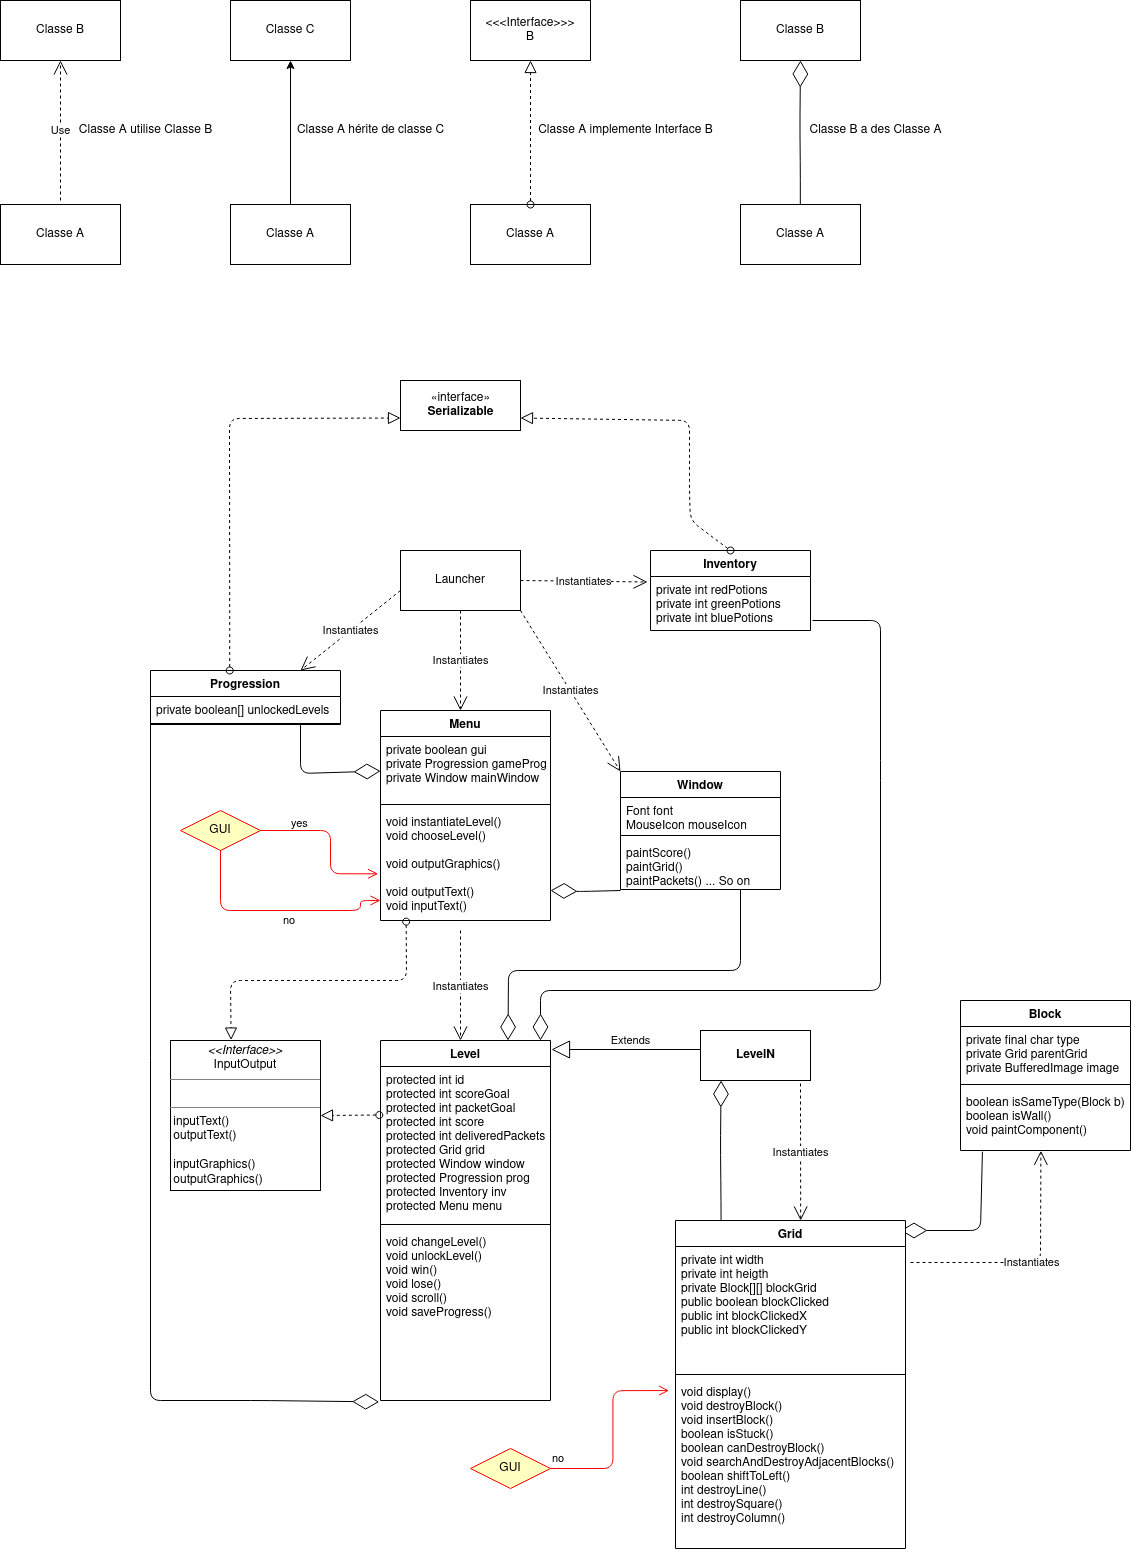 Classe B
Classe C
<<<Interface>>>
B
Classe B
Use
Classe A utilise Classe B
Classe A hérite de classe C
Classe A implemente Interface B
Classe B a des Classe A
Classe A
Classe A
Classe A
Classe A
«interface»
Serializable
Launcher
Instantiates
Inventory
private int redPotions
private int greenPotions
private int bluePotions
Instantiates
Instantiates
Instantiates
Progression
private boolean[] unlockedLevels
Menu
private boolean gui
private Progression gameProg
private Window mainWindow
void instantiateLevel()
void chooseLevel()
void outputGraphics()
void outputText()
void inputText()
Window
Font font
MouseIcon mouseIcon
paintScore()
paintGrid()
paintPackets() ... So on
GUI
yes
no
Instantiates
<<Interface>>
InputOutput
inputText()
outputText()
inputGraphics()
outputGraphics()
Level
protected int id
protected int scoreGoal
protected int packetGoal
protected int score
protected int deliveredPackets
protected Grid grid
protected Window window
protected Progression prog
protected Inventory inv
protected Menu menu
void changeLevel()
void unlockLevel()
void win()
void lose()
void scroll()
void saveProgress()
Extends
LevelN
Instantiates
Block
private final char type
private Grid parentGrid
private BufferedImage image
boolean isSameType(Block b)
boolean isWall()
void paintComponent()
Instantiates
Grid
private int width
private int heigth
private Block[][] blockGrid
public boolean blockClicked
public int blockClickedX
public int blockClickedY
void display()
void destroyBlock()
void insertBlock()
boolean isStuck()
boolean canDestroyBlock()
void searchAndDestroyAdjacentBlocks()
boolean shiftToLeft()
int destroyLine()
int destroySquare()
int destroyColumn()
GUI
no